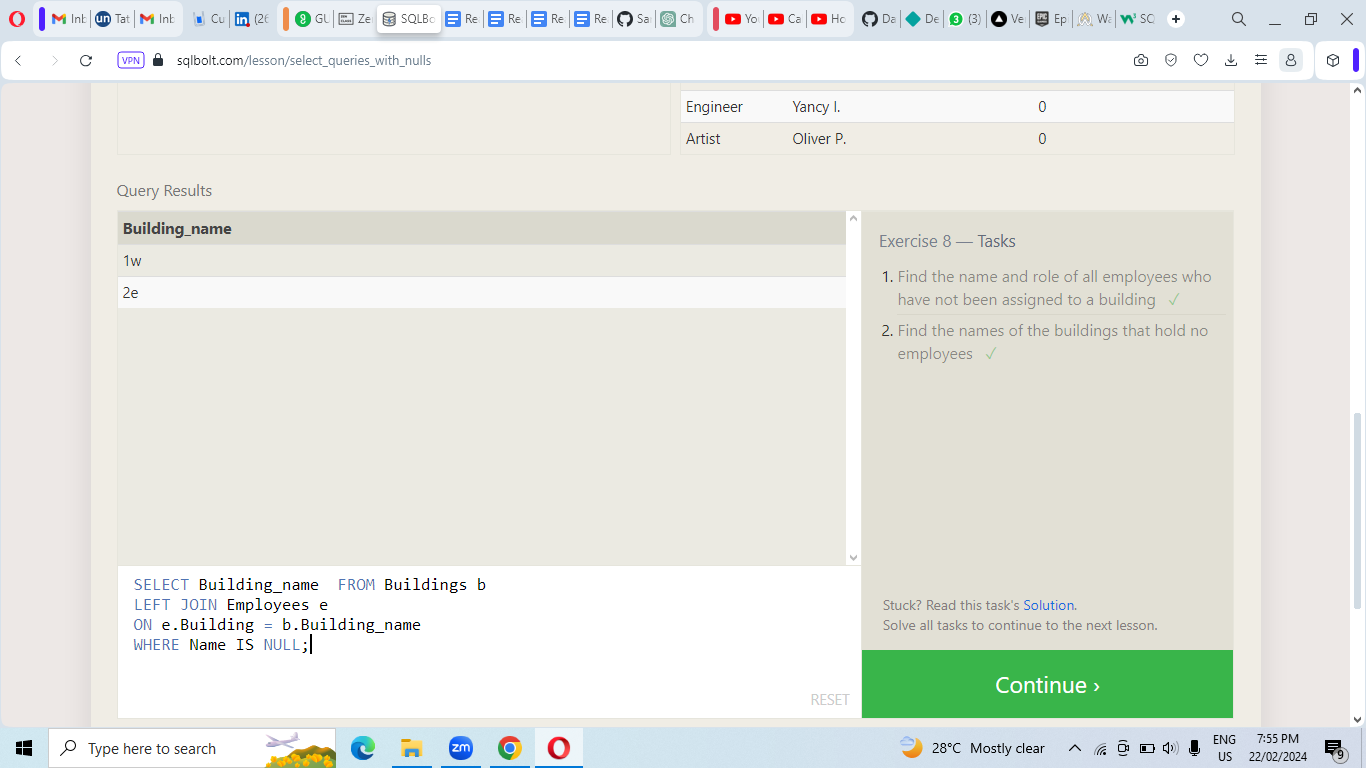 Inb
Tat
Inb
Cu
(26
GU
Ze
SQLBo
Re
Re
Re
Re
Sa
Ch
Yo
Ca
Ho
Da
De
(3)
Ve
Ep
Wa
SC
VPN
sqlbolt.com/lesson/select_queries_with_nulls
Engineer Yancy I. 0
Artist Oliver P. 0
Query Results
Building_name
1w
2e
Exercise 8 — Tasks
1. Find the name and role of all employees who
have not been assigned to a building ✓
2. Find the names of the buildings that hold no
employees ✓
SELECT Building_name  FROM Buildings b
LEFT JOIN Employees e
ON e.Building = b.Building_name
WHERE Name IS NULL;
RESET
Stuck? Read this task's Solution.
Solve all tasks to continue to the next lesson.
Continue ›
Type here to search
zm
28°C Mostly clear
ENG
US
7:55 PM
22/02/2024
9